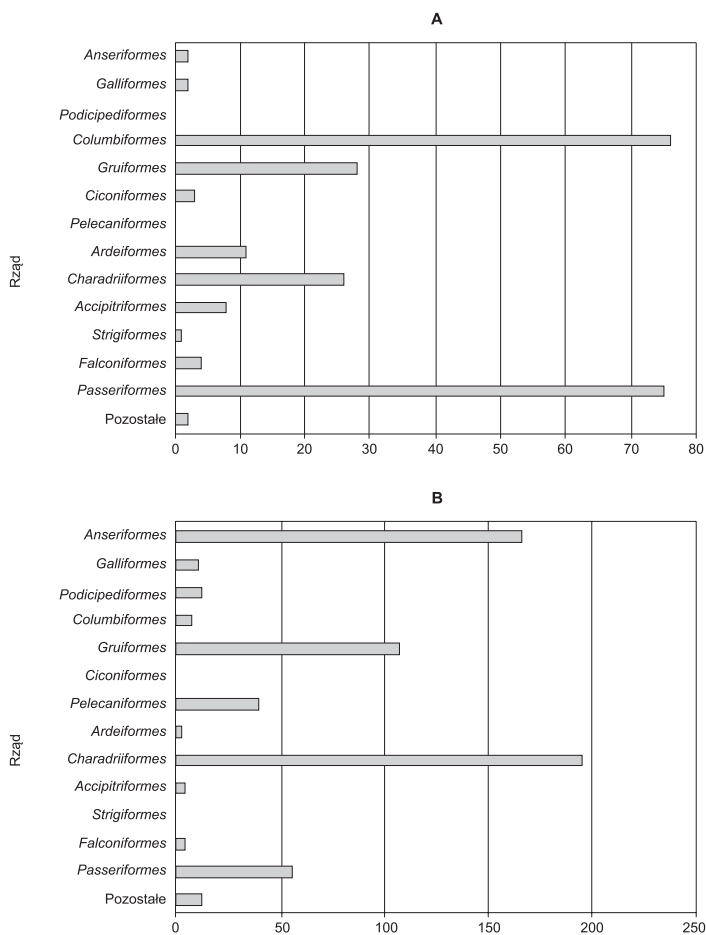 A
Anseriformes
Galliformes
Podicipediformes
Columbiformes
Gruiformes
Ciconiformes
Pelecaniformes
Ardeiformes
Charadriiformes
Accipitriformes
Strigiformes
Falconiformes
Passeriformes
Pozostałe
Rząd
0 10 20 30 40 50 60 70 80
B
Anseriformes
Galliformes
Podicipediformes
Columbiformes
Gruiformes
Ciconiformes
Pelecaniformes
Ardeiformes
Charadriiformes
Accipitriformes
Strigiformes
Falconiformes
Passeriformes
Pozostałe
Rząd
0 50 100 150 200 250